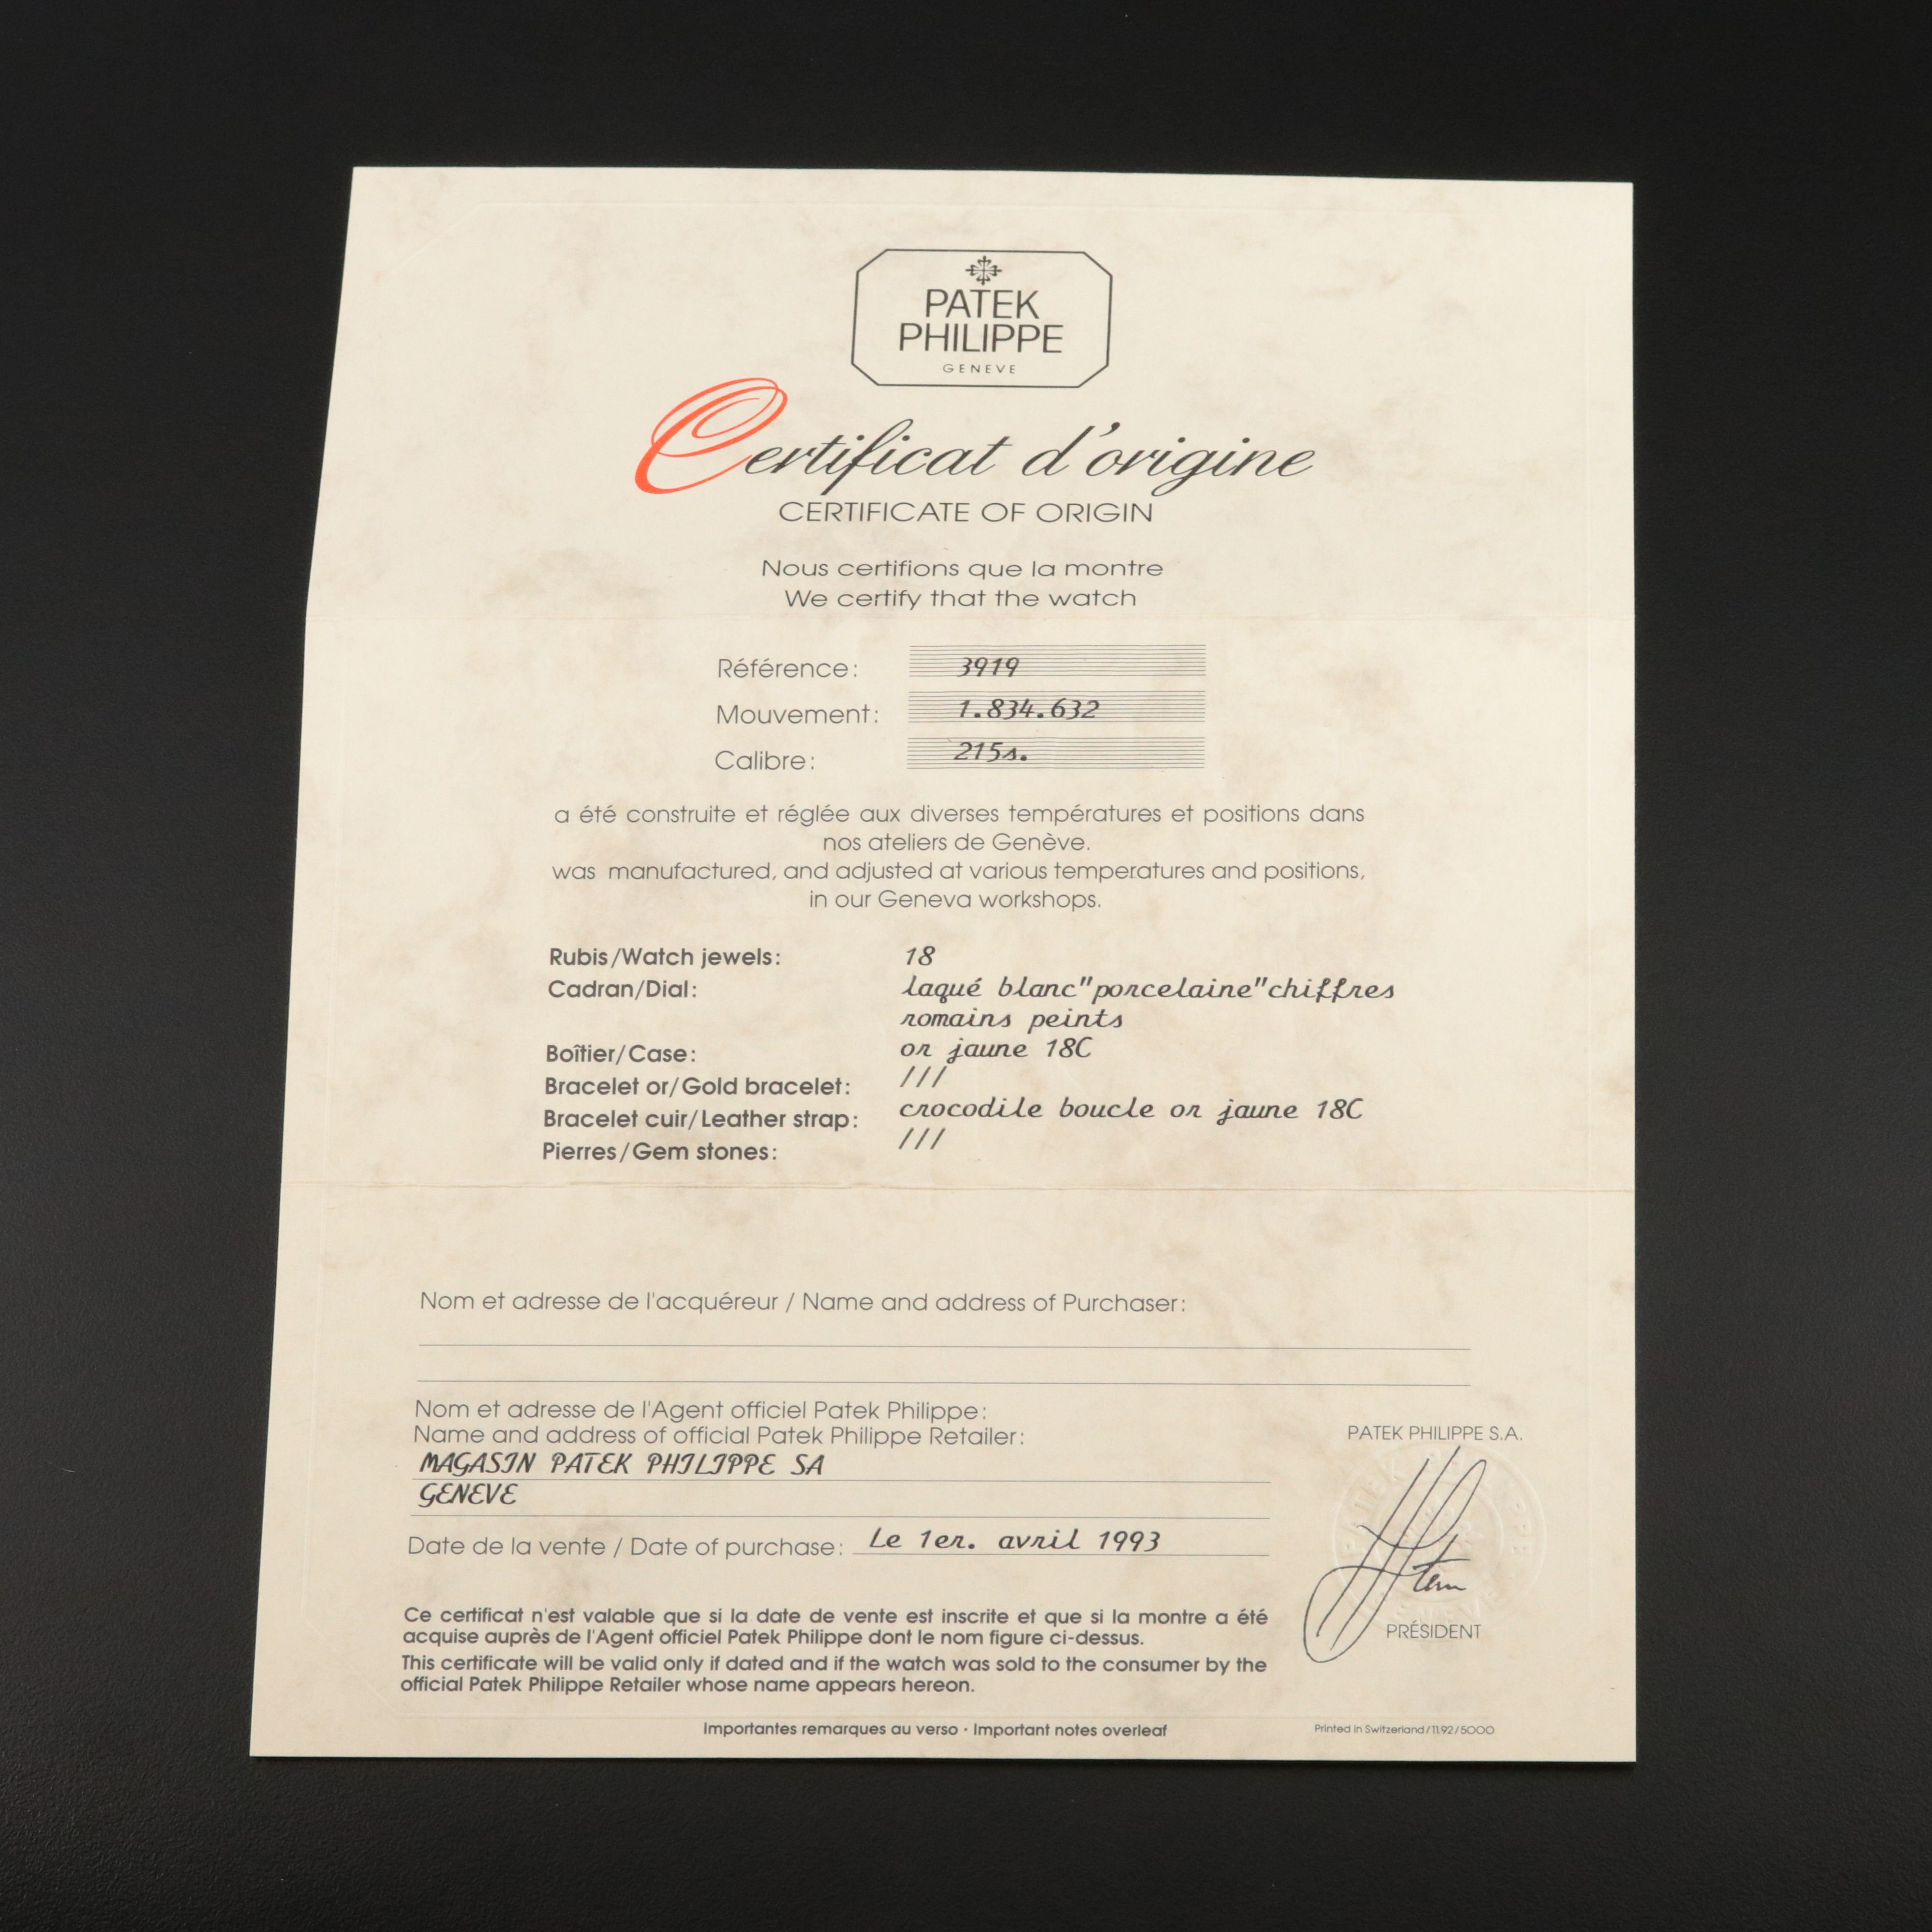 PATEK
PHILIPPE
GENEVE
Certificat d'origine
CERTIFICATE OF ORIGIN
Nous certifions que la montre
We certify that the watch
Référence: 3919
Mouvement: 1.834.632
Calibre: 215s.
a été construite et réglée aux diverses températures et positions dans
nos ateliers de Genève.
was manufactured, and adjusted at various temperatures and positions,
in our Geneva workshops.
Rubis/Watch jewels: 18
Cadran/Dial: laqué blanc"porcelaine"chiffres
romains peints
Boîtier/Case: or jaune 18C
Bracelet or/Gold bracelet: ///
Bracelet cuir/Leather strap: crocodile boucle or jaune 18C
Pierres/Gem stones: ///
Nom et adresse de l'acquéreur / Name and address of Purchaser:
Nom et adresse de l'Agent officiel Patek Philippe:
Name and address of official Patek Philippe Retailer:
MAGASIN PATEK PHILIPPE SA
GENEVE
Date de la vente / Date of purchase: Le 1er. avril 1993
PATEK PHILIPPE S.A.
Stern
PRÉSIDENT
Ce certificat n'est valable que si la date de vente est inscrite et que si la montre a été
acquise auprès de l'Agent officiel Patek Philippe dont le nom figure ci-dessus.
This certificate will be valid only if dated and if the watch was sold to the consumer by the
official Patek Philippe Retailer whose name appears hereon.
Importantes remarques au verso · Important notes overleaf
Printed in Switzerland/11.92/5000